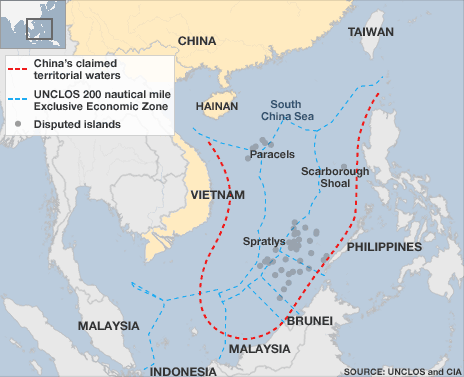 CHINA
TAIWAN
China's claimed
territorial waters
UNCLOS 200 nautical mile
Exclusive Economic Zone
Disputed islands
HAINAN
South
China Sea
Paracels
Scarborough
Shoal
VIETNAM
Spratlys
PHILIPPINES
BRUNEI
MALAYSIA
MALAYSIA
INDONESIA
SOURCE: UNCLOS and CIA